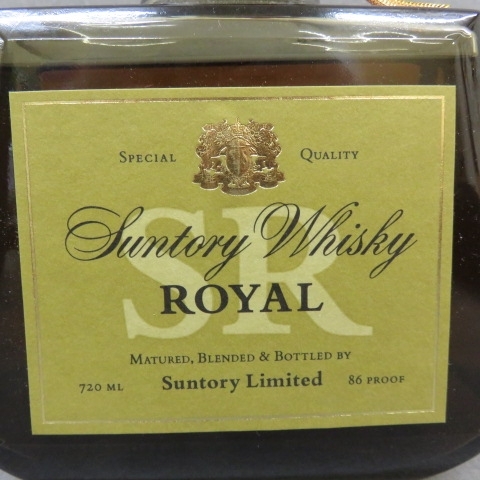 SPECIAL QUALITY
Suntory Whisky
SR
ROYAL
MATURED, BLENDED & BOTTLED BY
720 ML Suntory Limited 86 PROOF